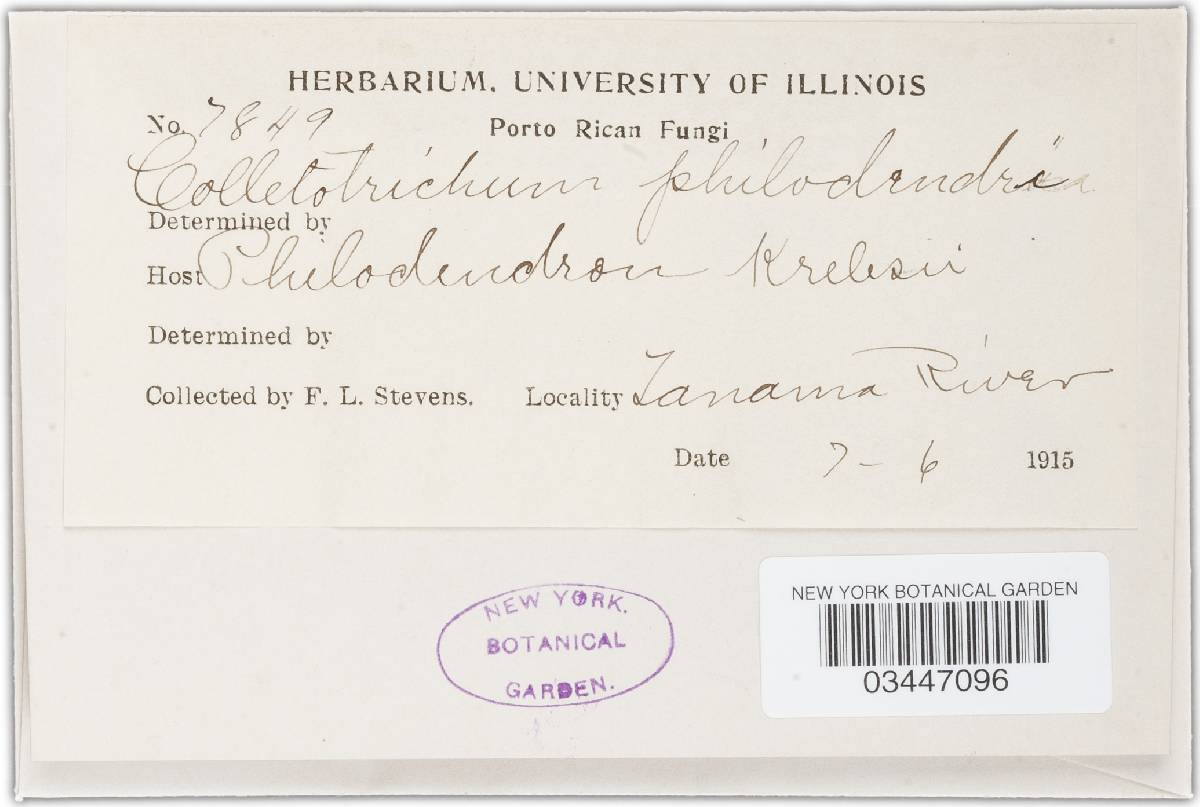 HERBARIUM, UNIVERSITY OF ILLINOIS
No. 7849 Porto Rican Fungi
Colletotrichum philodendri
Determined by
Host Philodendron Krebsii
Determined by
Collected by F. L. Stevens. Locality Tanama River
Date 7-6 1915
NEW YORK.
BOTANICAL
GARDEN.
NEW YORK BOTANICAL GARDEN
03447096